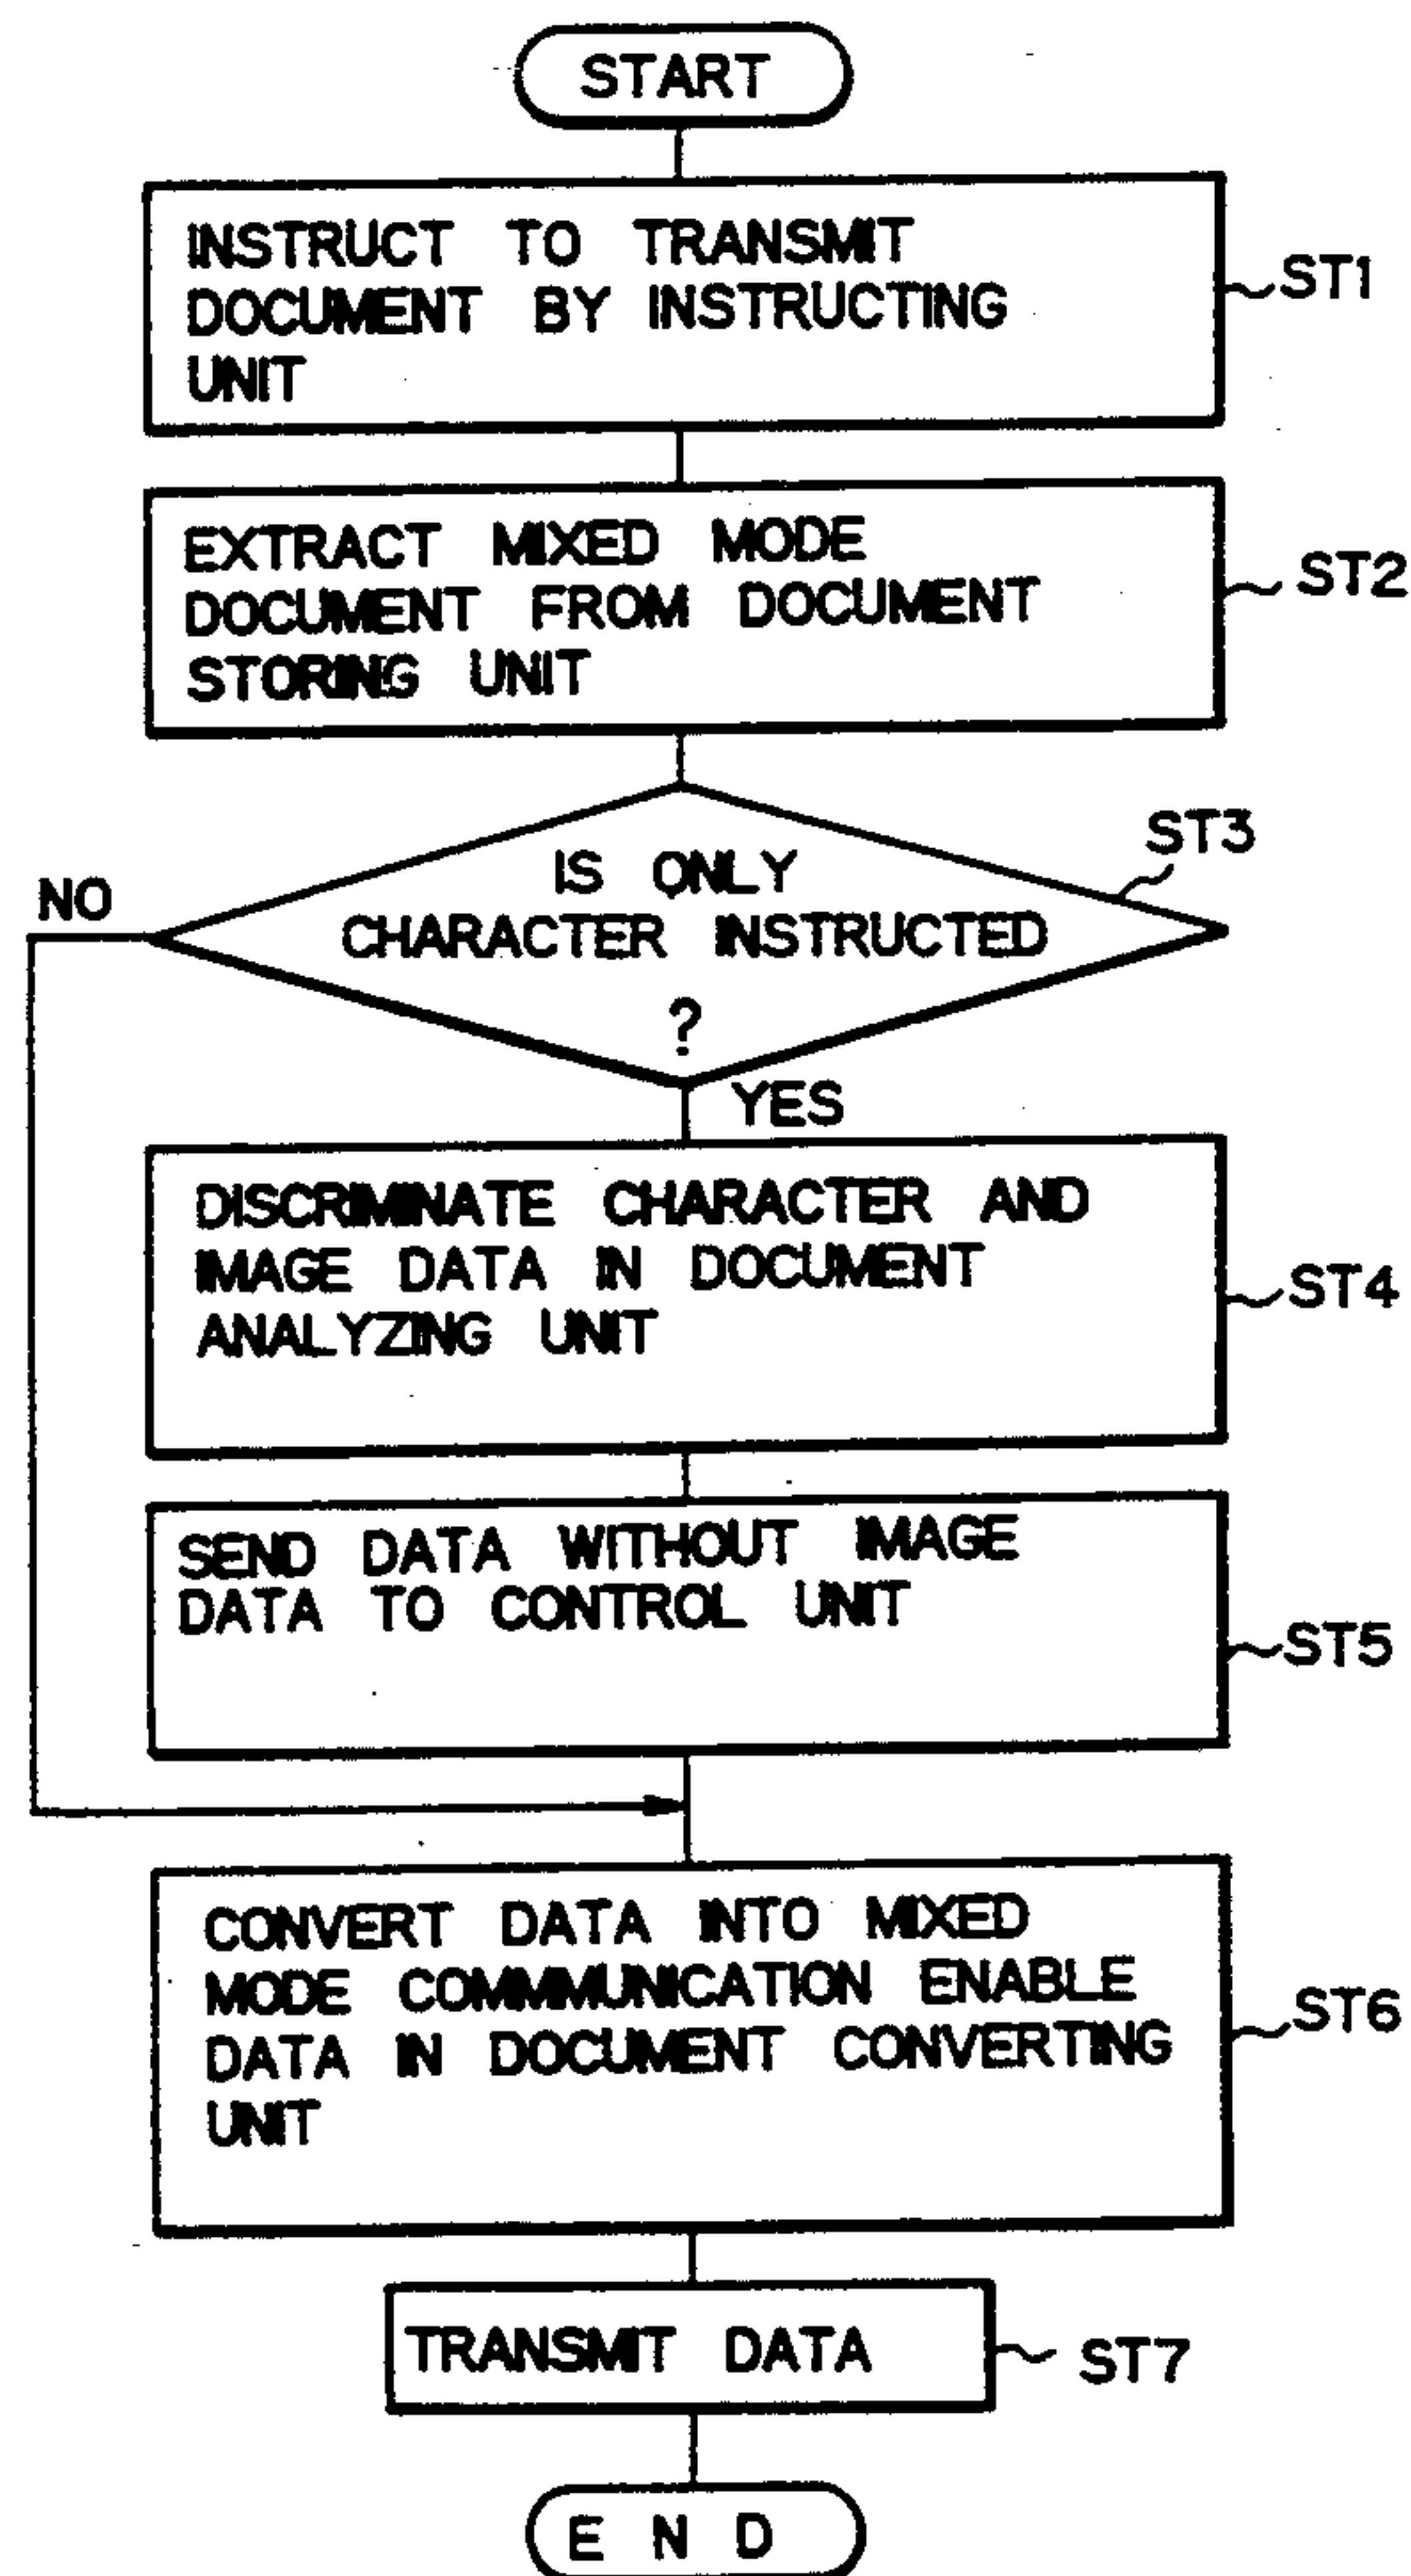 START
INSTRUCT TO TRANSMIT
DOCUMENT BY INSTRUCTING
UNIT
ST1
EXTRACT MIXED MODE
DOCUMENT FROM DOCUMENT
STORING UNIT
ST2
ST3
IS ONLY
NO
CHARACTER INSTRUCTED
?
YES
DISCRIMINATE CHARACTER AND
IMAGE DATA IN DOCUMENT
ANALYZING UNIT
ST4
SEND DATA WITHOUT IMAGE
DATA TO CONTROL UNIT
ST5
CONVERT DATA INTO MIXED
MODE COMMMUNICATION ENABLE
DATA IN DOCUMENT CONVERTING
UNIT
ST6
TRANSMIT DATA
ST7
END